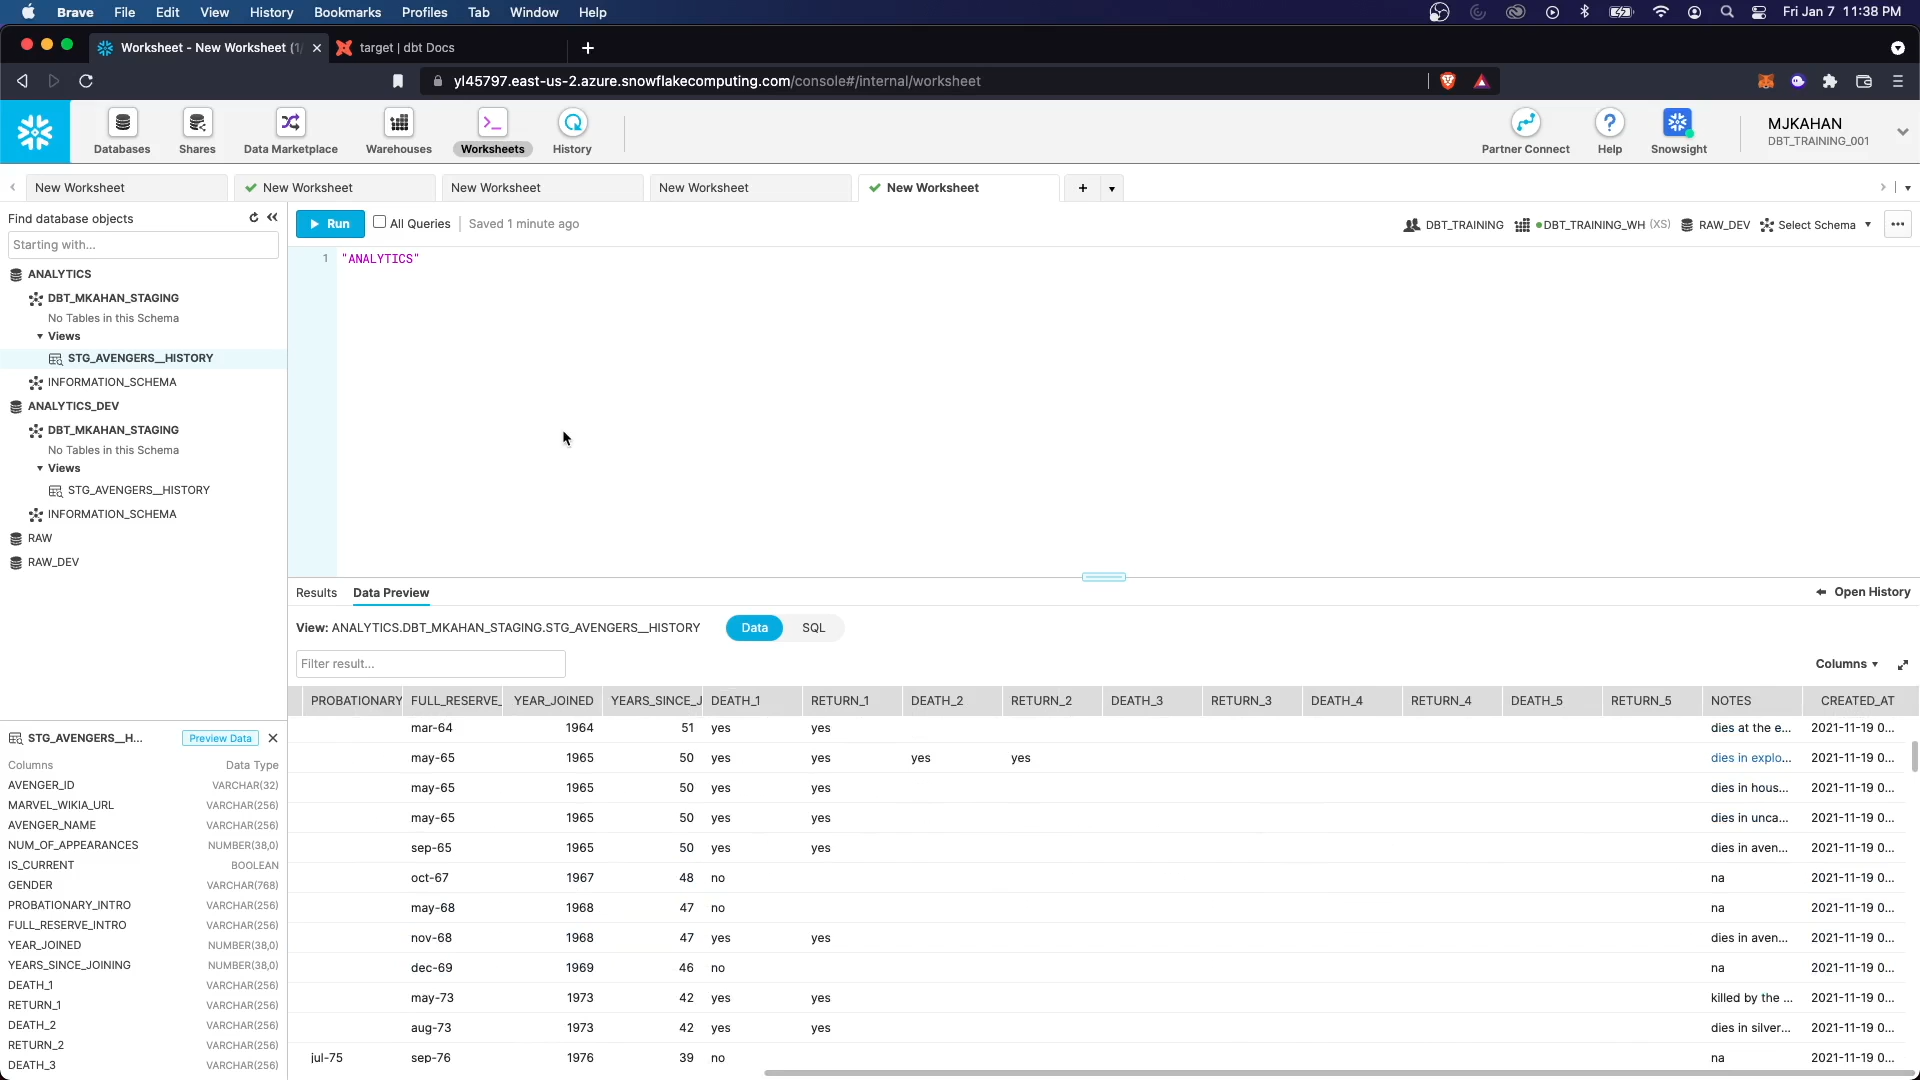 Brave File Edit View History Bookmarks Profiles Tab Window Help Fri Jan 7 11:38 PM
Worksheet - New Worksheet (1/ target | dbt Docs
yl45797.east-us-2.azure.snowflakecomputing.com/console#/internal/worksheet
Databases Shares Data Marketplace Warehouses Worksheets History Partner Connect Help Snowsight
MJKAHAN
DBT_TRAINING_001
New Worksheet New Worksheet New Worksheet New Worksheet New Worksheet
Find database objects
Starting with...
Run All Queries Saved 1 minute ago DBT_TRAINING DBT_TRAINING_WH (XS) RAW_DEV Select Schema
1 "ANALYTICS"
ANALYTICS
DBT_MKAHAN_STAGING
No Tables in this Schema
Views
STG_AVENGERS__HISTORY
INFORMATION_SCHEMA
ANALYTICS_DEV
DBT_MKAHAN_STAGING
No Tables in this Schema
Views
STG_AVENGERS__HISTORY
INFORMATION_SCHEMA
RAW
RAW_DEV
Results Data Preview Open History
View: ANALYTICS.DBT_MKAHAN_STAGING.STG_AVENGERS__HISTORY Data SQL
Filter result... Columns
PROBATIONARY FULL_RESERVE_ YEAR_JOINED YEARS_SINCE_J DEATH_1 RETURN_1 DEATH_2 RETURN_2 DEATH_3 RETURN_3 DEATH_4 RETURN_4 DEATH_5 RETURN_5 NOTES CREATED_AT
mar-64 1964 51 yes yes dies at the e... 2021-11-19 0...
may-65 1965 50 yes yes yes yes dies in explo... 2021-11-19 0...
may-65 1965 50 yes yes dies in hous... 2021-11-19 0...
may-65 1965 50 yes yes dies in unca... 2021-11-19 0...
sep-65 1965 50 yes yes dies in aven... 2021-11-19 0...
oct-67 1967 48 no na 2021-11-19 0...
may-68 1968 47 no na 2021-11-19 0...
nov-68 1968 47 yes yes dies in aven... 2021-11-19 0...
dec-69 1969 46 no na 2021-11-19 0...
may-73 1973 42 yes yes killed by the ... 2021-11-19 0...
aug-73 1973 42 yes yes dies in silver... 2021-11-19 0...
jul-75 sep-76 1976 39 no na 2021-11-19 0...
STG_AVENGERS__H... Preview Data
Columns Data Type
AVENGER_ID VARCHAR(32)
MARVEL_WIKIA_URL VARCHAR(256)
AVENGER_NAME VARCHAR(256)
NUM_OF_APPEARANCES NUMBER(38,0)
IS_CURRENT BOOLEAN
GENDER VARCHAR(768)
PROBATIONARY_INTRO VARCHAR(256)
FULL_RESERVE_INTRO VARCHAR(256)
YEAR_JOINED NUMBER(38,0)
YEARS_SINCE_JOINING NUMBER(38,0)
DEATH_1 VARCHAR(256)
RETURN_1 VARCHAR(256)
DEATH_2 VARCHAR(256)
RETURN_2 VARCHAR(256)
DEATH_3 VARCHAR(256)